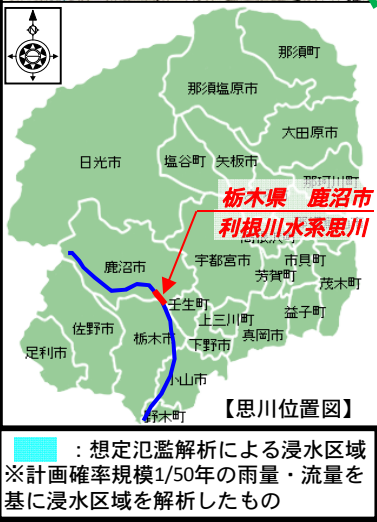 N
那須町
那須塩原市
大田原市
日光市
塩谷町
矢板市
那珂川町
栃木県 鹿沼市
利根川水系思川
鹿沼市
宇都宮市
市貝町
芳賀町
茂木町
壬生町
上三川町
益子町
佐野市
栃木市
下野市
真岡市
足利市
小山市
野木町
【思川位置図】
：想定氾濫解析による浸水区域
※計画確率規模1/50年の雨量・流量を
基に浸水区域を解析したもの